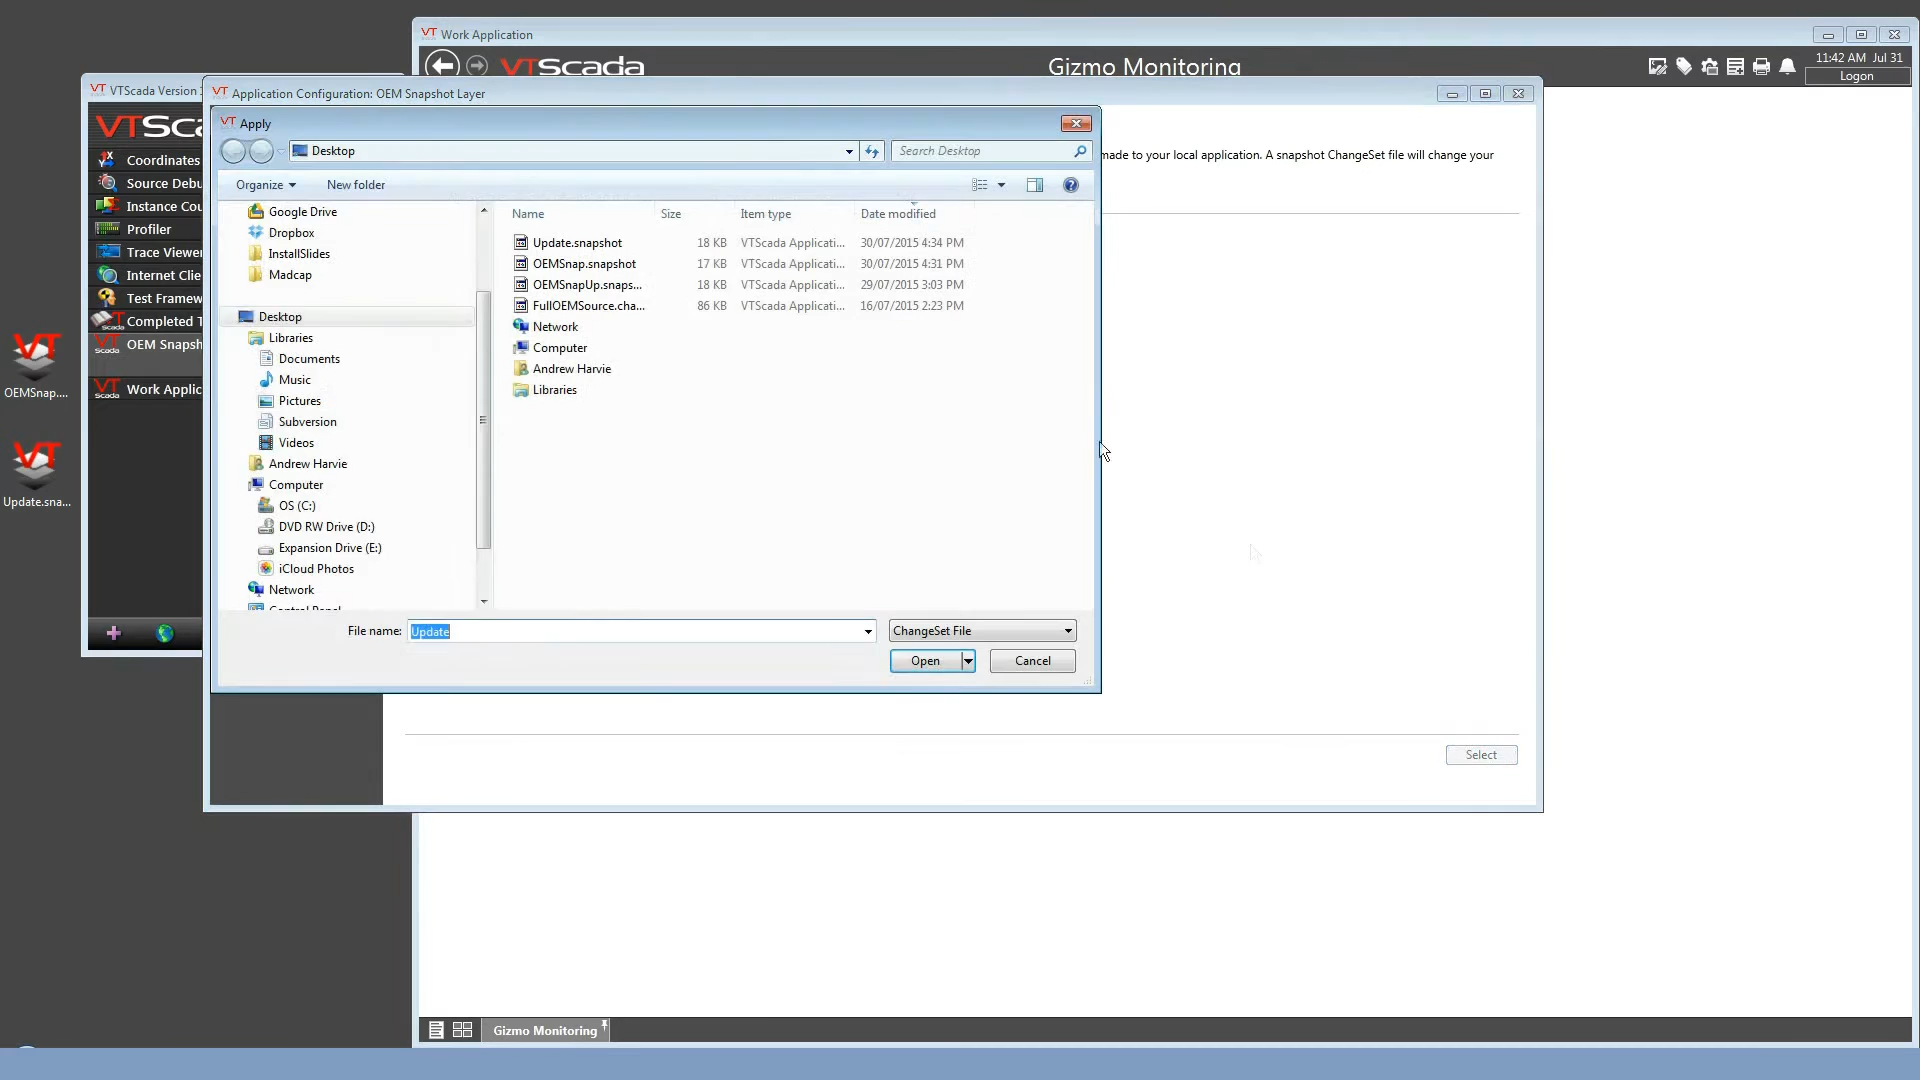 VT Work Application
VTScada
Gizmo Monitoring
11:42 AM Jul 31
Logon
VT VTScada Version
VT Application Configuration: OEM Snapshot Layer
VT Apply
Desktop
Search Desktop
made to your local application. A snapshot ChangeSet file will change your
Organize
New folder
Name
Size
Item type
Date modified
Update.snapshot 18 KB VTScada Applicati... 30/07/2015 4:34 PM
OEMSnap.snapshot 17 KB VTScada Applicati... 30/07/2015 4:31 PM
OEMSnapUp.snaps... 18 KB VTScada Applicati... 29/07/2015 3:03 PM
FullOEMSource.cha... 86 KB VTScada Applicati... 16/07/2015 2:23 PM
Network
Computer
Andrew Harvie
Libraries
Google Drive
Dropbox
InstallSlides
Madcap
Desktop
Libraries
Documents
Music
Pictures
Subversion
Videos
Andrew Harvie
Computer
OS (C:)
DVD RW Drive (D:)
Expansion Drive (E:)
iCloud Photos
Network
File name: Update
ChangeSet File
Open
Cancel
Select
Coordinates
Source Debu
Instance Cou
Profiler
Trace Viewer
Internet Clie
Test Framew
Completed T
OEM Snapsh
Work Applic
OEMSnap....
Update.sna...
Gizmo Monitoring